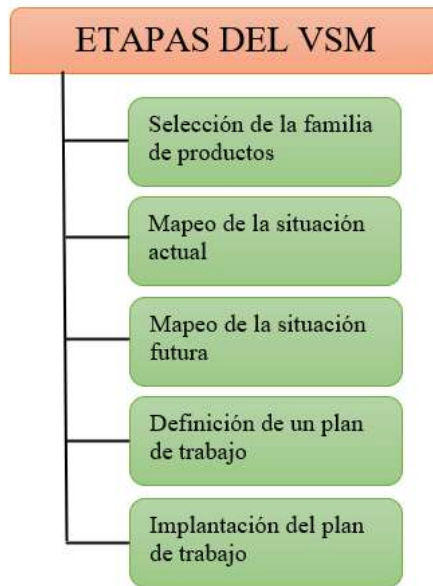 ETAPAS DEL VSM
Selección de la familia
de productos
Mapeo de la situación
actual
Mapeo de la situación
futura
Definición de un plan
de trabajo
Implantación del plan
de trabajo